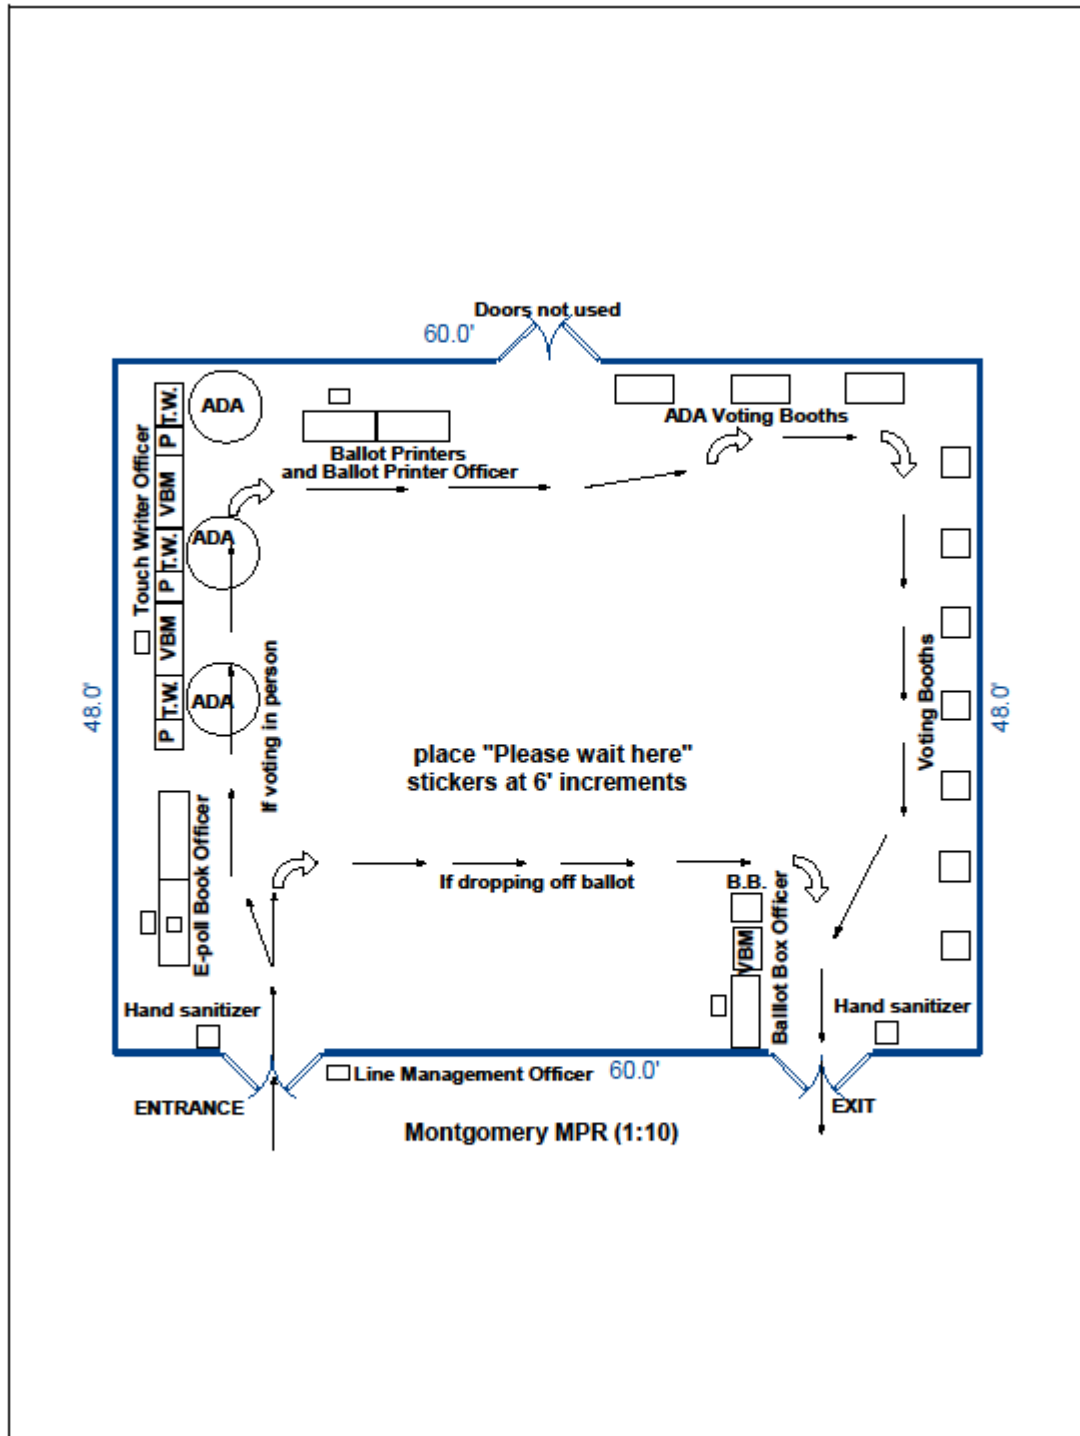 Doors not used
60.0'
ADA
T.W.
P
VBM
T.W.
P
VBM
T.W.
P
Touch Writer Officer
ADA
ADA
Ballot Printers
and Ballot Printer Officer
ADA Voting Booths
48.0'
48.0'
Voting Booths
If voting in person
place "Please wait here"
stickers at 6' increments
E-poll Book Officer
If dropping off ballot
B.B.
VBM
Balllot Box Officer
Hand sanitizer
Hand sanitizer
Line Management Officer
60.0'
ENTRANCE
EXIT
Montgomery MPR (1:10)